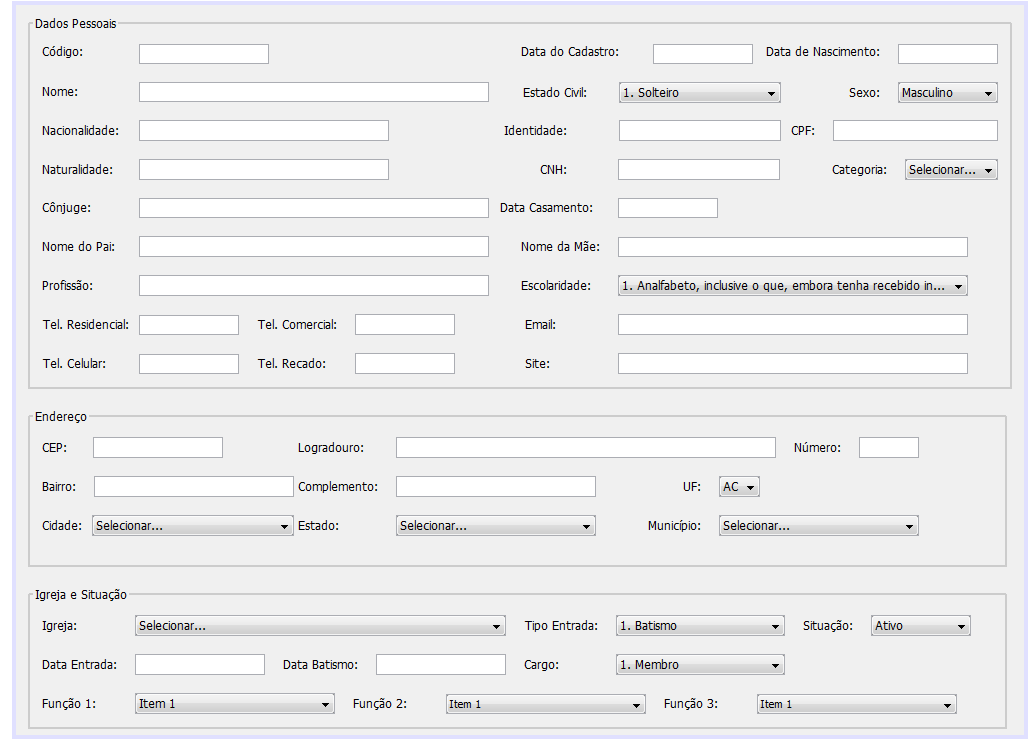 Dados Pessoais
Código: Data do Cadastro: Data de Nascimento:
Nome: Estado Civil: 1. Solteiro Sexo: Masculino
Nacionalidade: Identidade: CPF:
Naturalidade: CNH: Categoria: Selecionar...
Cônjuge: Data Casamento:
Nome do Pai: Nome da Mãe:
Profissão: Escolaridade: 1. Analfabeto, inclusive o que, embora tenha recebido in...
Tel. Residencial: Tel. Comercial: Email:
Tel. Celular: Tel. Recado: Site:
Endereço
CEP: Logradouro: Número:
Bairro: Complemento: UF: AC
Cidade: Selecionar... Estado: Selecionar... Município: Selecionar...
Igreja e Situação
Igreja: Selecionar... Tipo Entrada: 1. Batismo Situação: Ativo
Data Entrada: Data Batismo: Cargo: 1. Membro
Função 1: Item 1 Função 2: Item 1 Função 3: Item 1